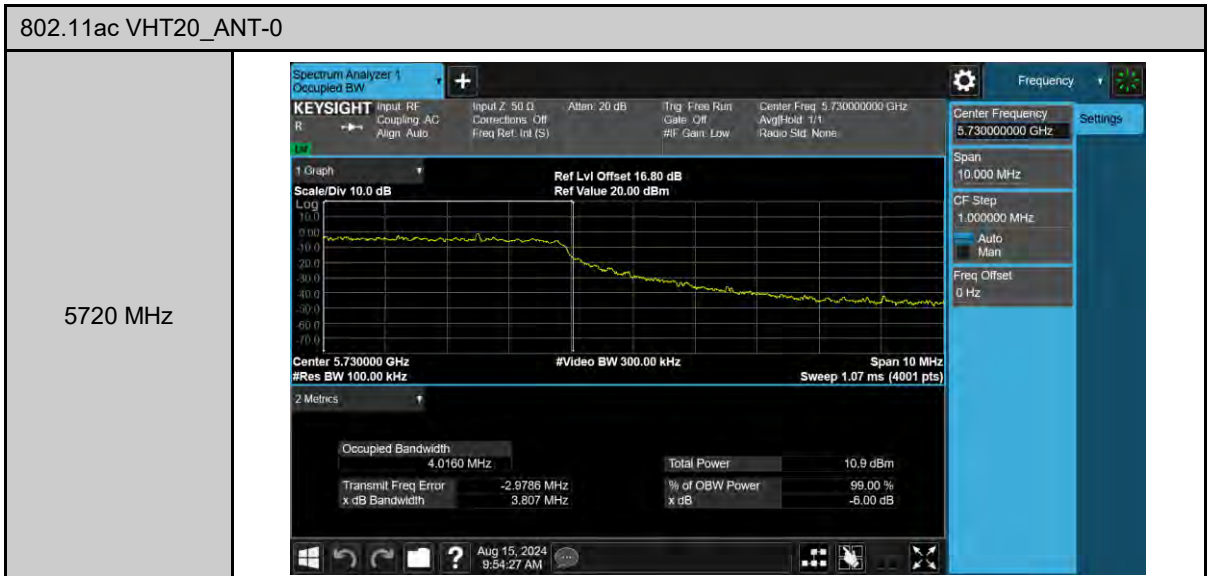 802.11ac VHT20_ANT-0
5720 MHz
Spectrum Analyzer 1
Occupied BW
+
Frequency
KEYSIGHT
R
Input: RF
Coupling: AC
Align: Auto
Input Z: 50 Ω
Corrections: Off
Freq Ref: Int (S)
Atten: 20 dB
Trig: Free Run
Gate: Off
#IF Gain: Low
Center Freq: 5.730000000 GHz
Avg|Hold: 1/1
Radio Std: None
1 Graph
Scale/Div 10.0 dB
Ref Lvl Offset 16.80 dB
Ref Value 20.00 dBm
Log
10.0
0.00
-10.0
-20.0
-30.0
-40.0
-50.0
-60.0
-70.0
Center 5.730000 GHz
#Res BW 100.00 kHz
#Video BW 300.00 kHz
Span 10 MHz
Sweep 1.07 ms (4001 pts)
2 Metrics
Occupied Bandwidth
4.0160 MHz
Transmit Freq Error -2.9786 MHz
x dB Bandwidth 3.807 MHz
Total Power 10.9 dBm
% of OBW Power 99.00 %
x dB -6.00 dB
Center Frequency
5.730000000 GHz
Settings
Span
10.000 MHz
CF Step
1.000000 MHz
Auto
Man
Freq Offset
0 Hz
?
Aug 15, 2024
9:54:27 AM